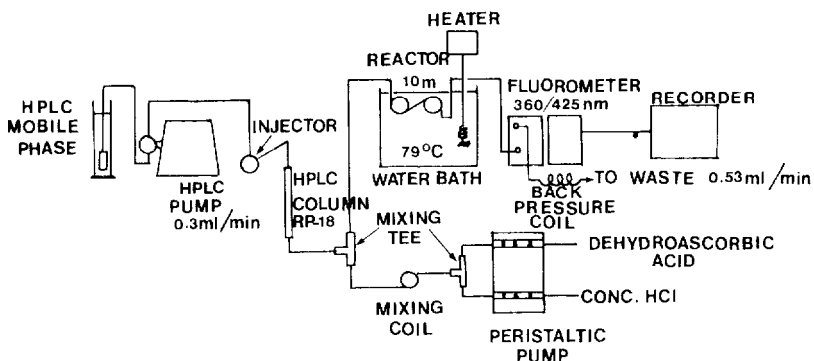 HEATER
REACTOR
10m
FLUOROMETER
360/425nm
RECORDER
HPLC
MOBILE
PHASE
INJECTOR
79°C
WATER BATH
TO WASTE 0.53ml/min
BACK
PRESSURE
COIL
HPLC
PUMP
0.3ml/min
HPLC
COLUMN
RP-18
MIXING
TEE
MIXING
COIL
DEHYDROASCORBIC
ACID
CONC. HCl
PERISTALTIC
PUMP